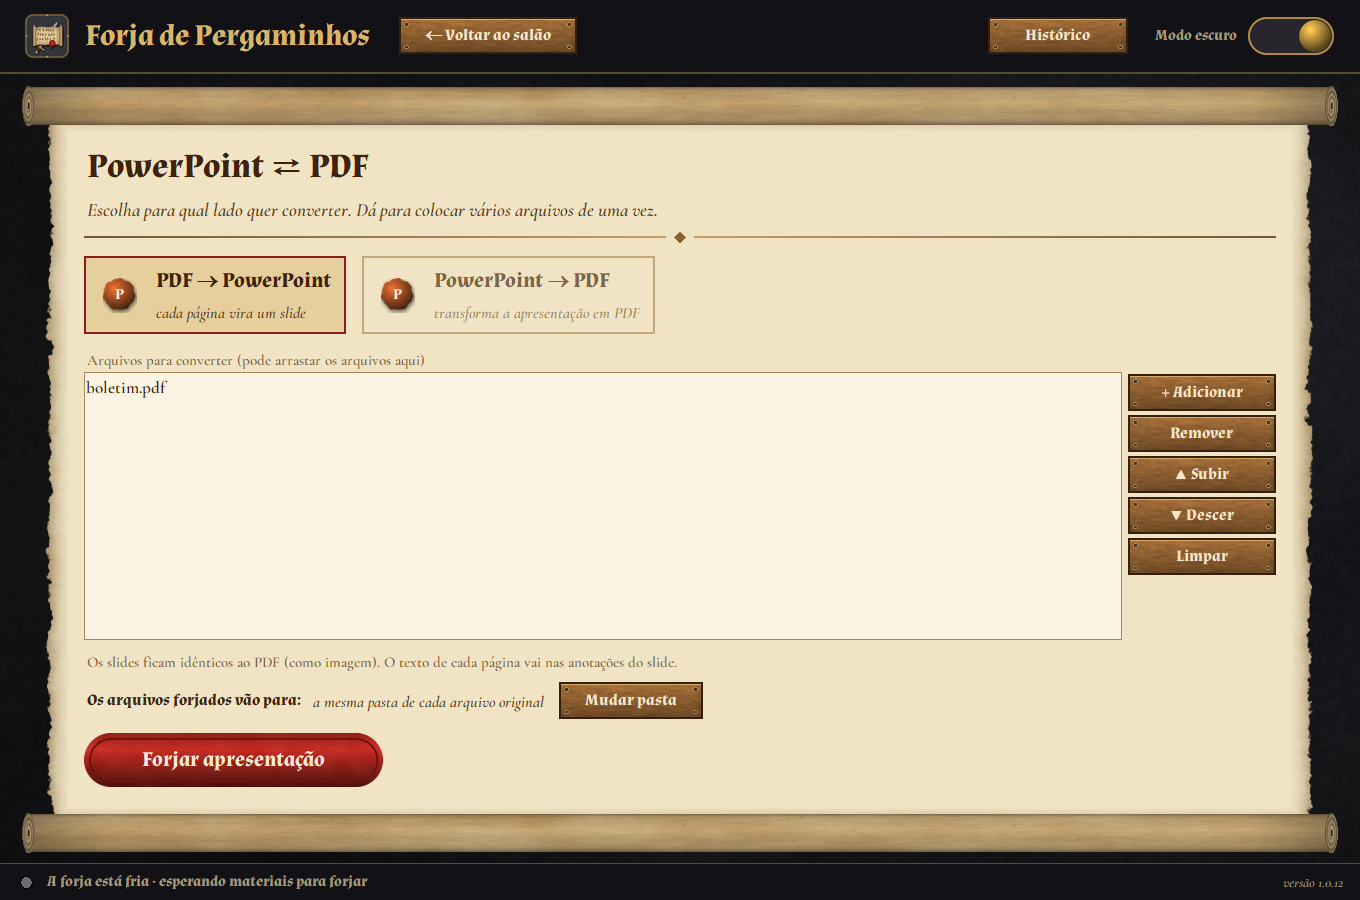 Forja de Pergaminhos
← Voltar ao salão
Histórico
Modo escuro
PowerPoint ⇄ PDF
Escolha para qual lado quer converter. Dá para colocar vários arquivos de uma vez.
P
PDF → PowerPoint
cada página vira um slide
P
PowerPoint → PDF
transforma a apresentação em PDF
Arquivos para converter (pode arrastar os arquivos aqui)
boletim.pdf
+ Adicionar
Remover
▲ Subir
▼ Descer
Limpar
Os slides ficam idênticos ao PDF (como imagem). O texto de cada página vai nas anotações do slide.
Os arquivos forjados vão para: a mesma pasta de cada arquivo original
Mudar pasta
Forjar apresentação
A forja está fria · esperando materiais para forjar
versão 1.0.12